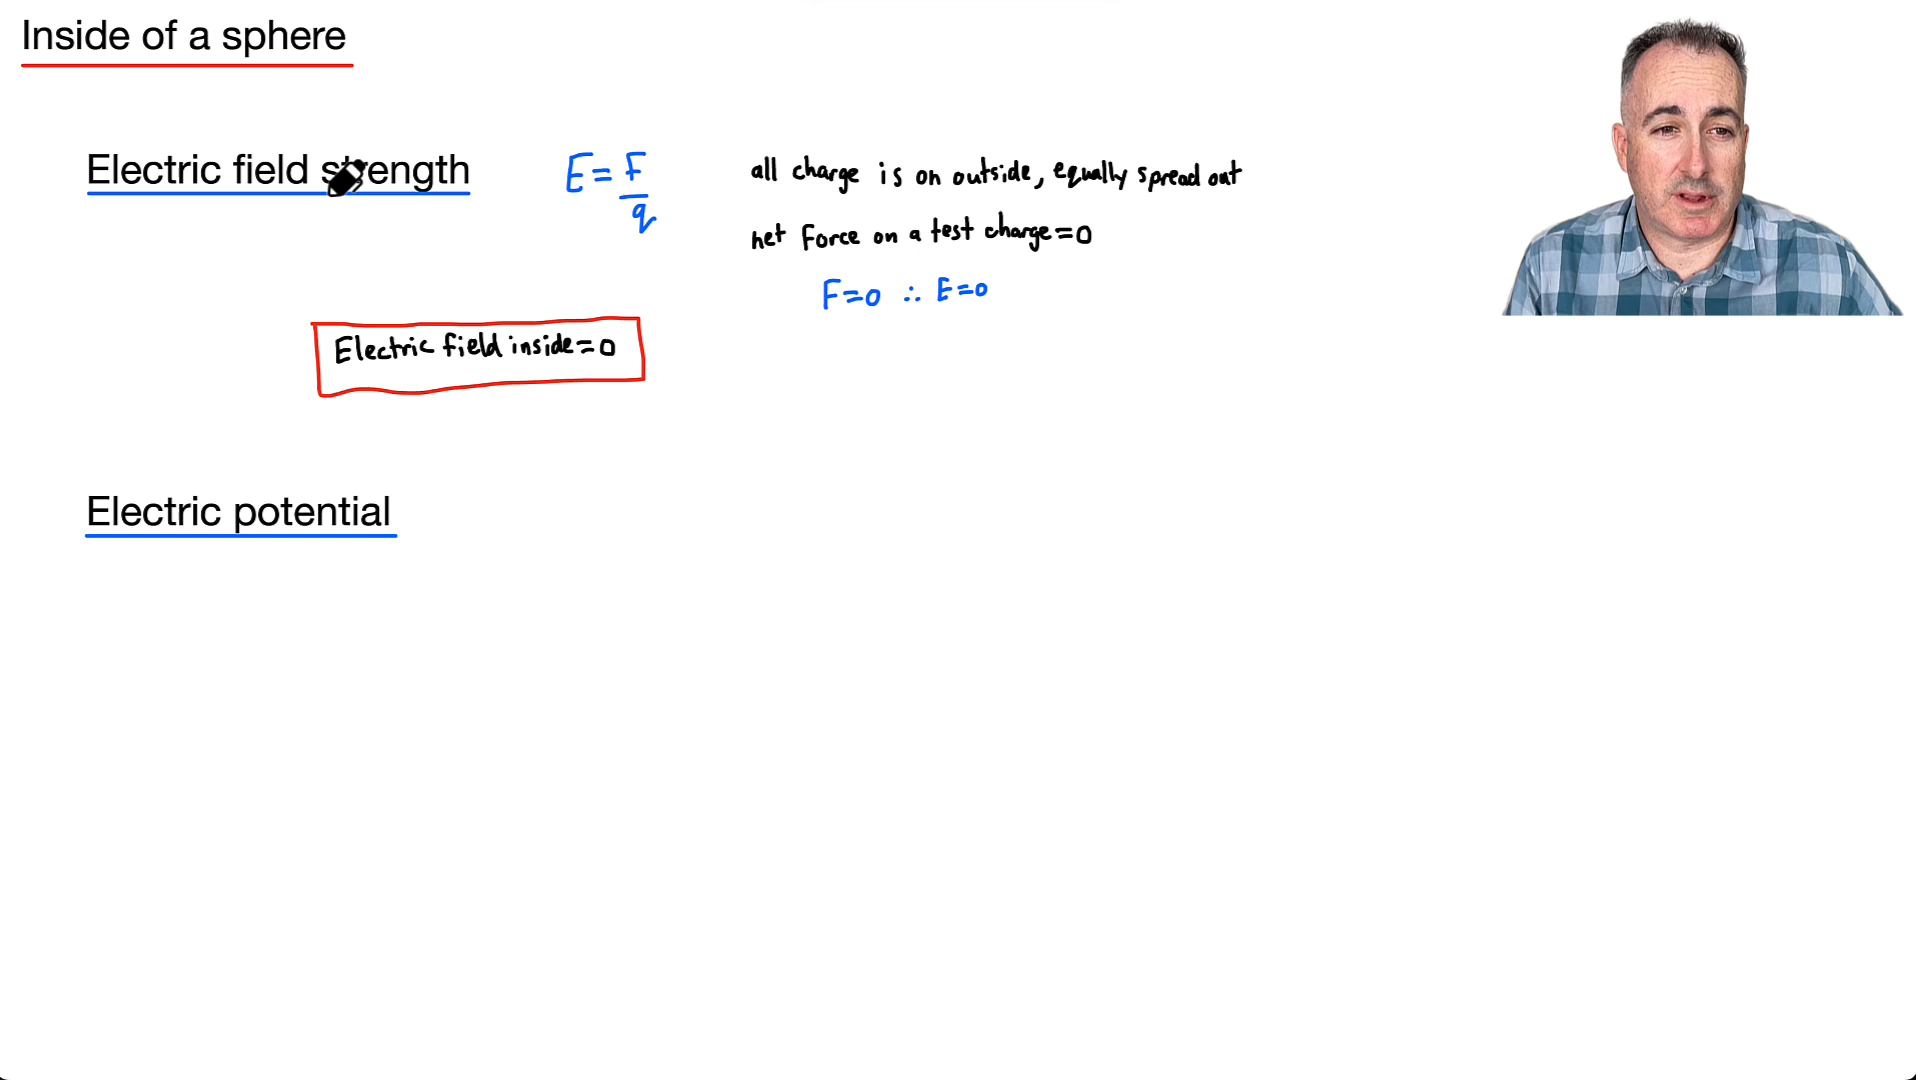 Inside of a sphere
Electric field strength
E = F/q
all charge is on outside, equally spread out
net Force on a test charge = 0
F=0 ∴ E=0
Electric field inside = 0
Electric potential